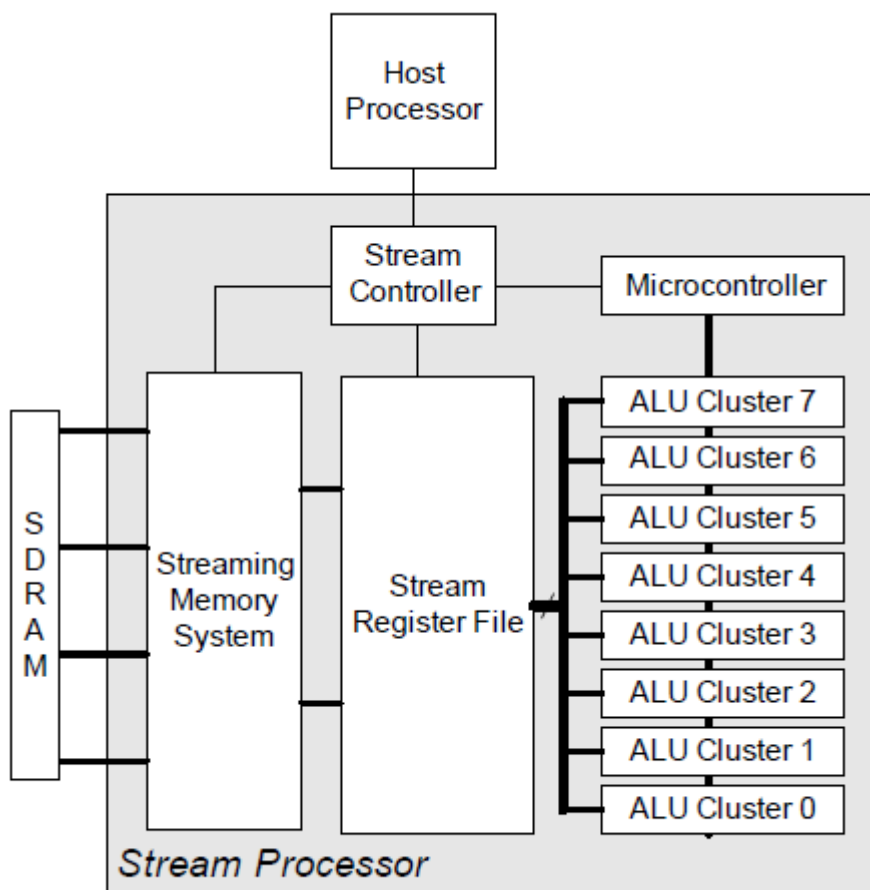 Host
Processor
Stream
Controller
Microcontroller
S
D
R
A
M
Streaming
Memory
System
Stream
Register File
ALU Cluster 7
ALU Cluster 6
ALU Cluster 5
ALU Cluster 4
ALU Cluster 3
ALU Cluster 2
ALU Cluster 1
ALU Cluster 0
Stream Processor